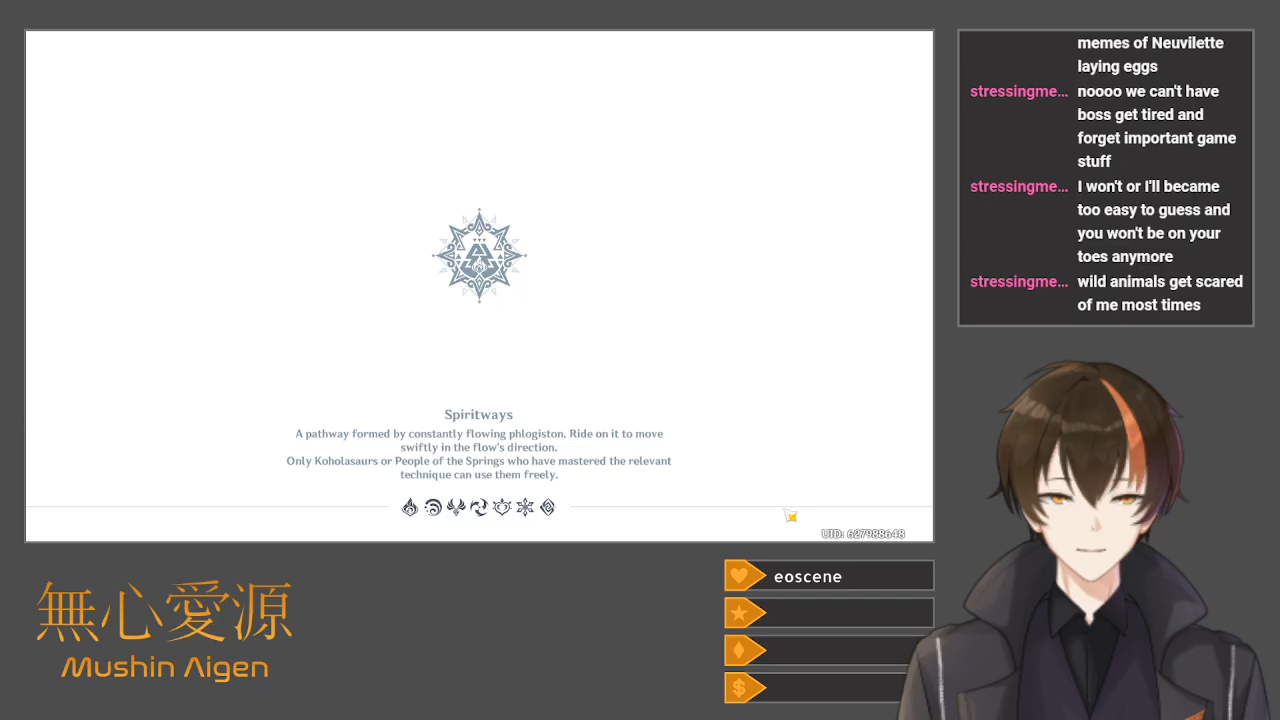 memes of Neuvilette
laying eggs
stressingme... noooo we can't have
boss get tired and
forget important game
stuff
stressingme... I won't or I'll became
too easy to guess and
you won't be on your
toes anymore
stressingme... wild animals get scared
of me most times
Spiritways
A pathway formed by constantly flowing phlogiston. Ride on it to move
swiftly in the flow's direction.
Only Koholasaurs or People of the Springs who have mastered the relevant
technique can use them freely.
UID: 627988648
eoscene
無心愛源
Mushin Aigen